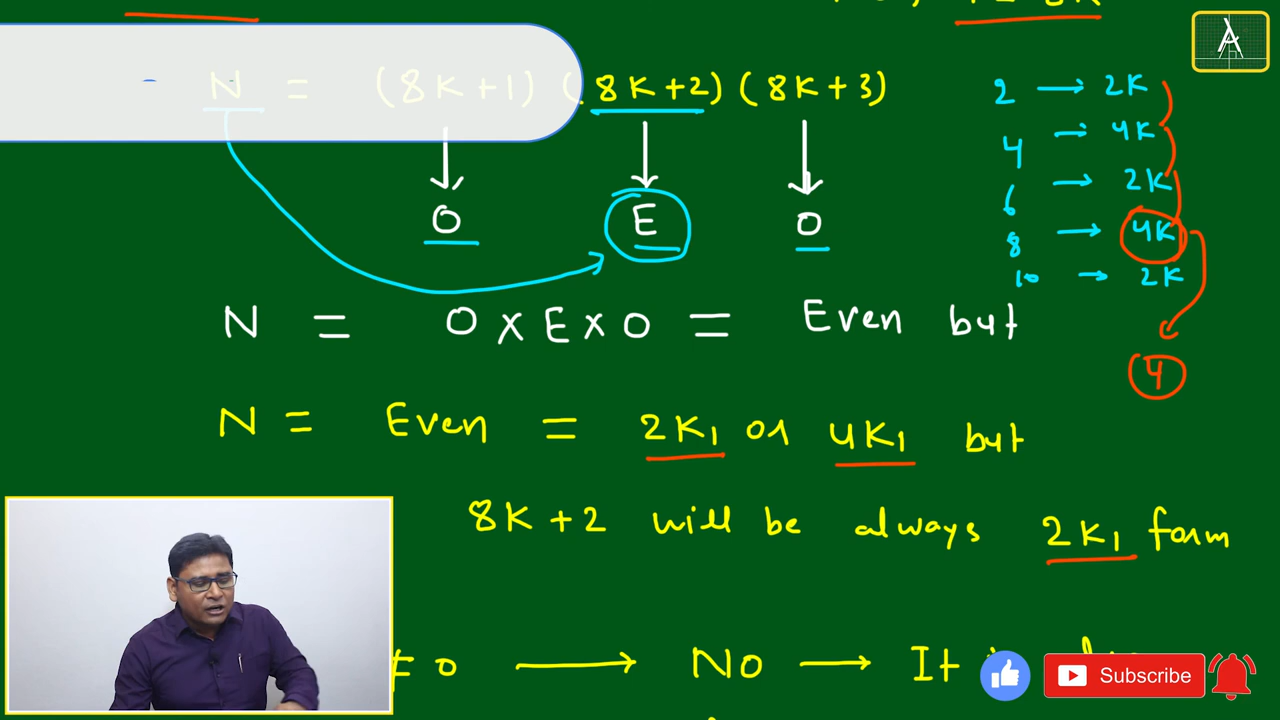 N = (8K+1) (8K+2) (8K+3)
O E O
2 → 2K
4 → 4K
6 → 2K
8 → 4K
10 → 2K
4
N = O x E x O = Even but
N = Even = 2K1 or 4K1 but
8K+2 will be always 2K1 form
≠ 0 → No → It
Subscribe